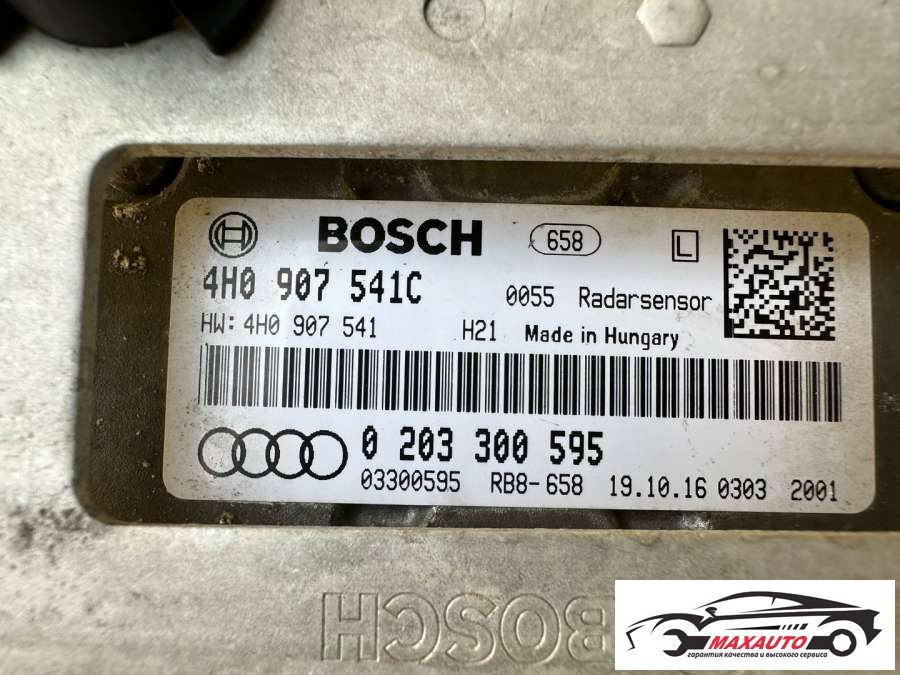 BOSCH 658 L
4H0 907 541C 0055 Radarsensor
HW: 4H0 907 541 H21 Made in Hungary
0 203 300 595
03300595 RB8-658 19.10.16 0303 2001
BOSCH
MAXAUTO
гарантия качества и высокого сервиса